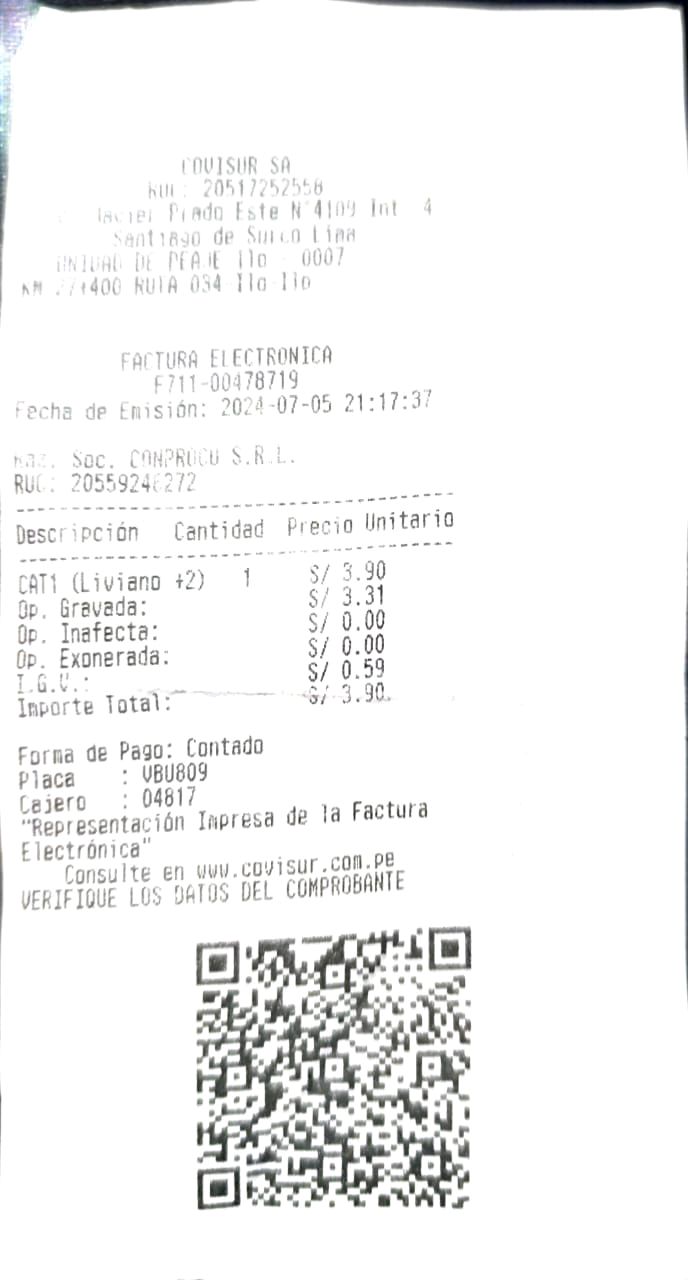 COVISUR SA
RUC: 20517252558
Javier Prado Este N°4109 Int 4
Santiago de Surco Lima
UNIDAD DE PEAJE Ilo - 0007
KM 400 RUTA 034 Ilo-Ilo
FACTURA ELECTRONICA
F711-00478719
Fecha de Emisión: 2024-07-05 21:17:37
Raz. Soc. CONPROCU S.R.L.
RUC: 20559246272
Descripción Cantidad Precio Unitario
CAT1 (Liviano +2) 1 S/ 3.90
Op. Gravada: S/ 3.31
Op. Inafecta: S/ 0.00
Op. Exonerada: S/ 0.00
I.G.V.: S/ 0.59
Importe Total: S/ 3.90
Forma de Pago: Contado
Placa : VBU809
Cajero : 04817
"Representación Impresa de la Factura
Electrónica"
Consulte en www.covisur.com.pe
VERIFIQUE LOS DATOS DEL COMPROBANTE